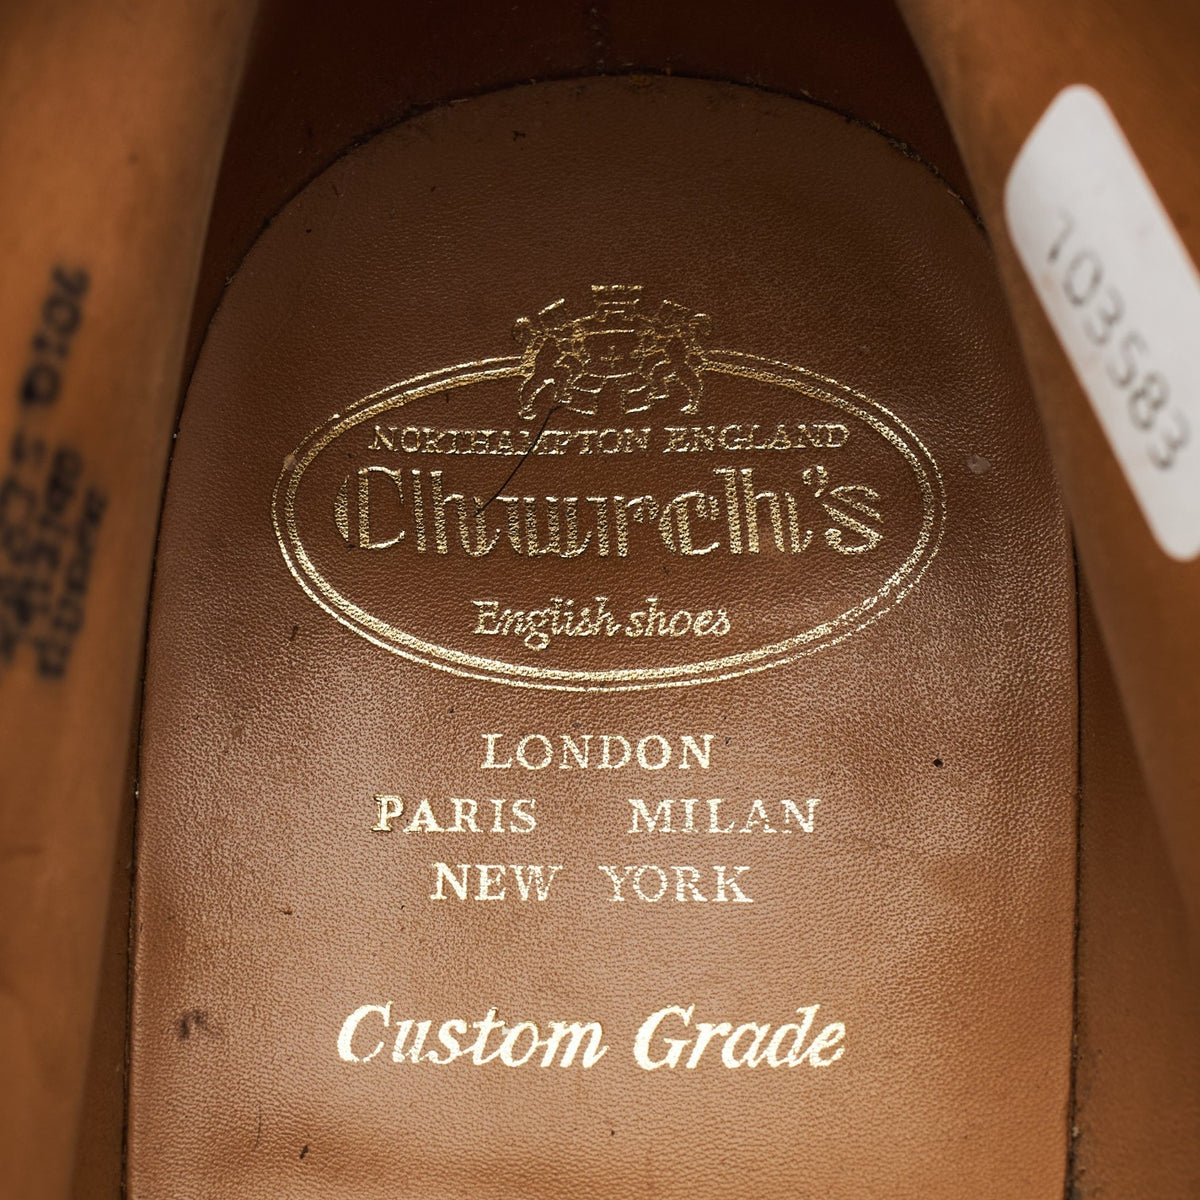 NORTHAMPTON ENGLAND
Church's
English shoes
LONDON
PARIS MILAN
NEW YORK
Custom Grade
103583